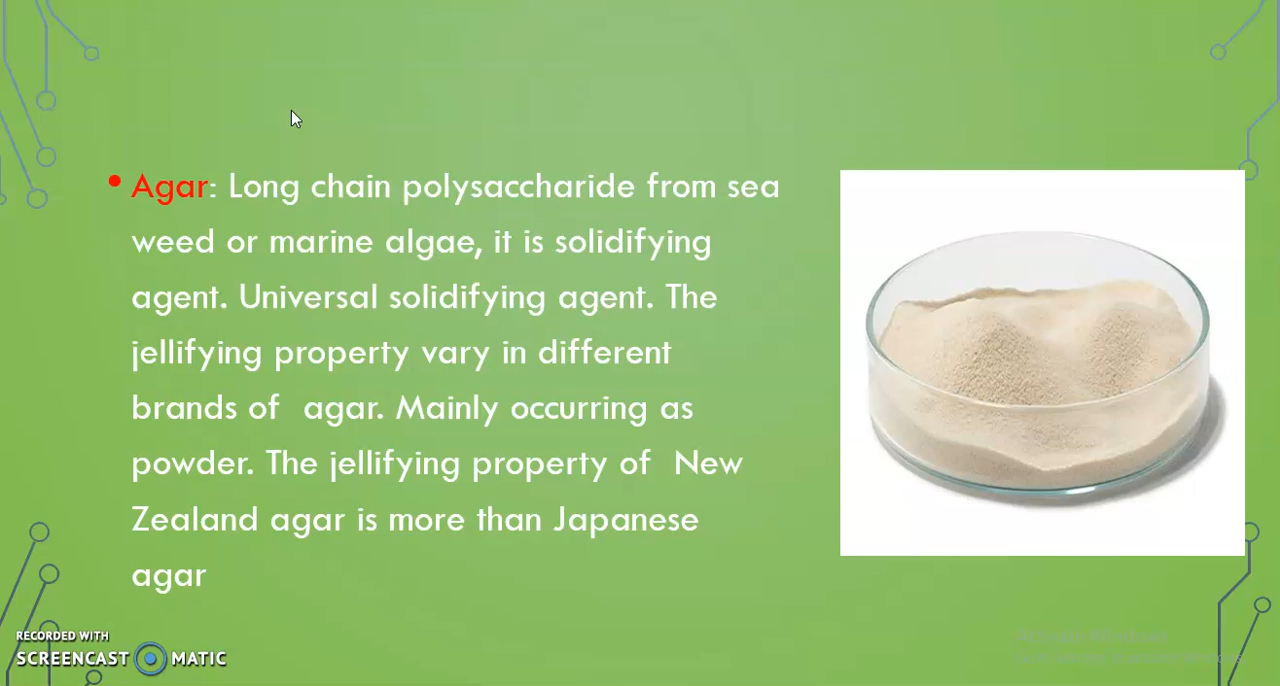 Agar: Long chain polysaccharide from sea
weed or marine algae, it is solidifying
agent. Universal solidifying agent. The
jellifying property vary in different
brands of agar. Mainly occurring as
powder. The jellifying property of New
Zealand agar is more than Japanese
agar
RECORDED WITH
SCREENCAST MATIC
Activate Windows